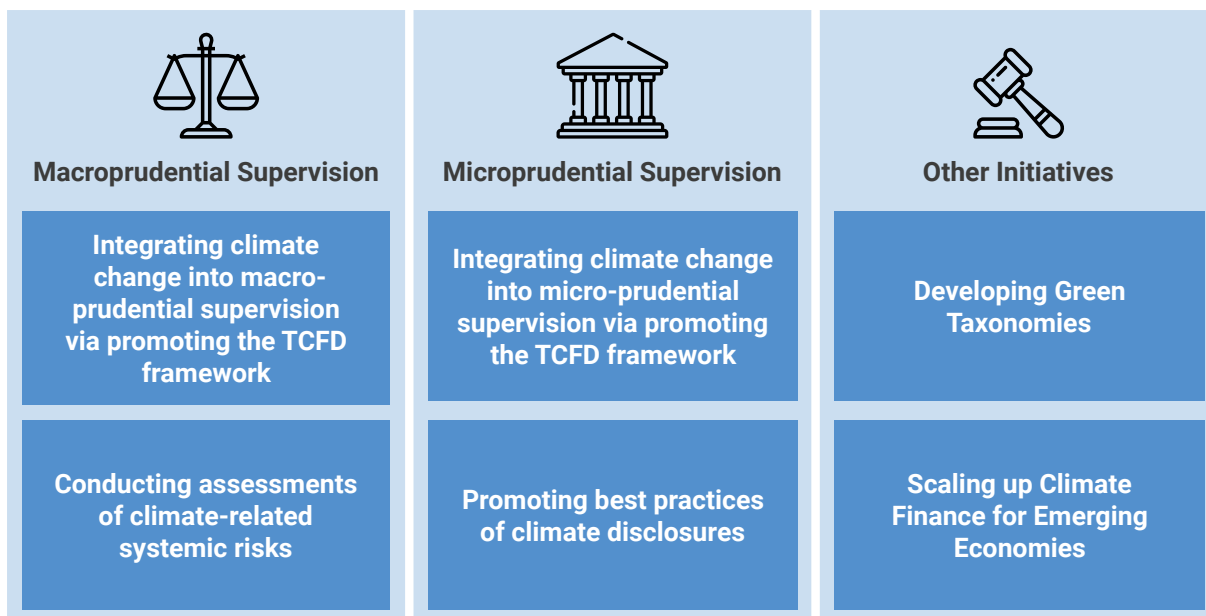 Macroprudential Supervision
Integrating climate
change into macro-
prudential supervision
via promoting the TCFD
framework
Conducting assessments
of climate-related
systemic risks
Microprudential Supervision
Integrating climate change
into micro-prudential
supervision via promoting
the TCFD framework
Promoting best practices
of climate disclosures
Other Initiatives
Developing Green
Taxonomies
Scaling up Climate
Finance for Emerging
Economies